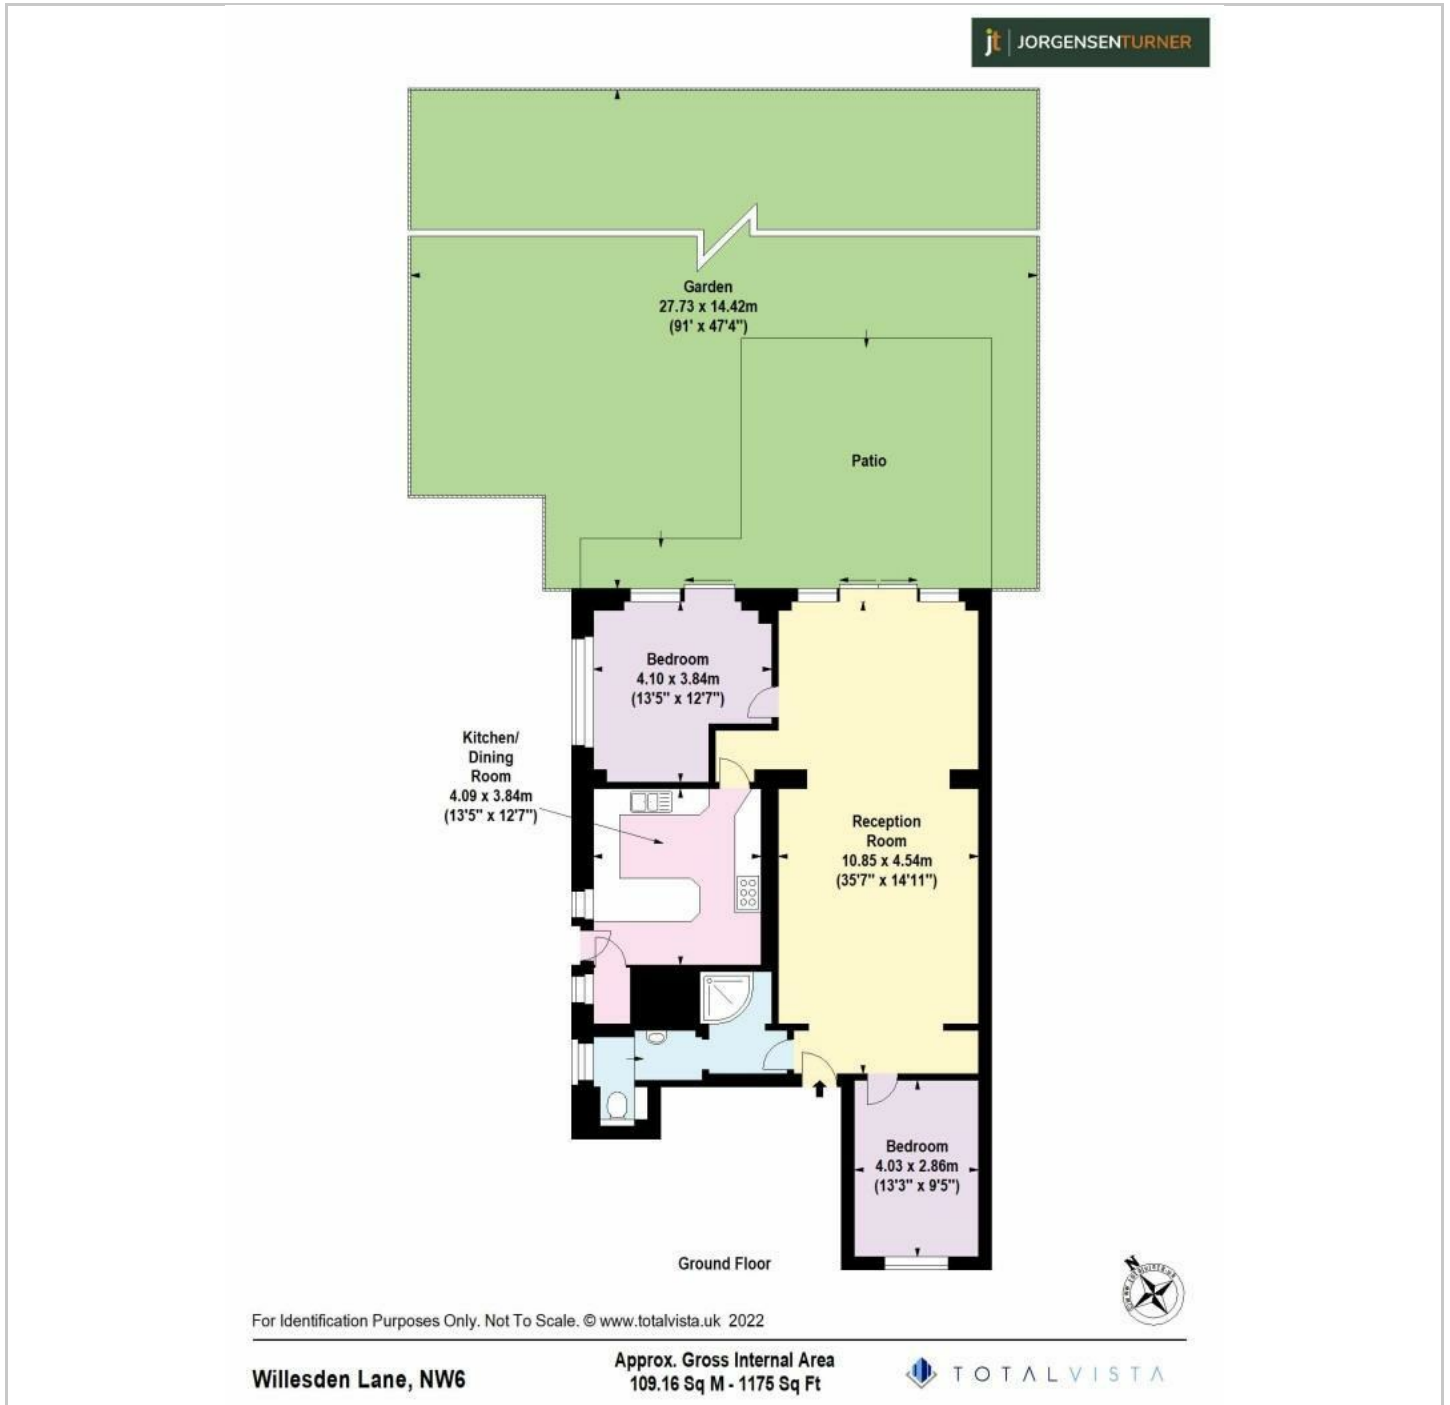 jt JORGENSENTURNER
Garden
27.73 x 14.42m
(91' x 47'4")
Patio
Bedroom
4.10 x 3.84m
(13'5" x 12'7")
Kitchen/
Dining
Room
4.09 x 3.84m
(13'5" x 12'7")
Reception
Room
10.85 x 4.54m
(35'7" x 14'11")
Bedroom
4.03 x 2.86m
(13'3" x 9'5")
Ground Floor
N
www.totalvista.uk
For Identification Purposes Only. Not To Scale. © www.totalvista.uk 2022
Willesden Lane, NW6
Approx. Gross Internal Area
109.16 Sq M - 1175 Sq Ft
TOTALVISTA